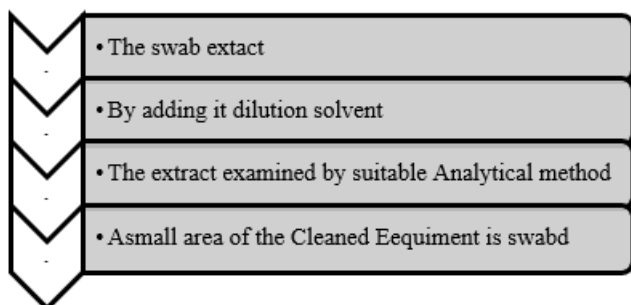 • The swab extact
• By adding it dilution solvent
• The extract examined by suitable Analytical method
• Asmall area of the Cleaned Eequiment is swabd